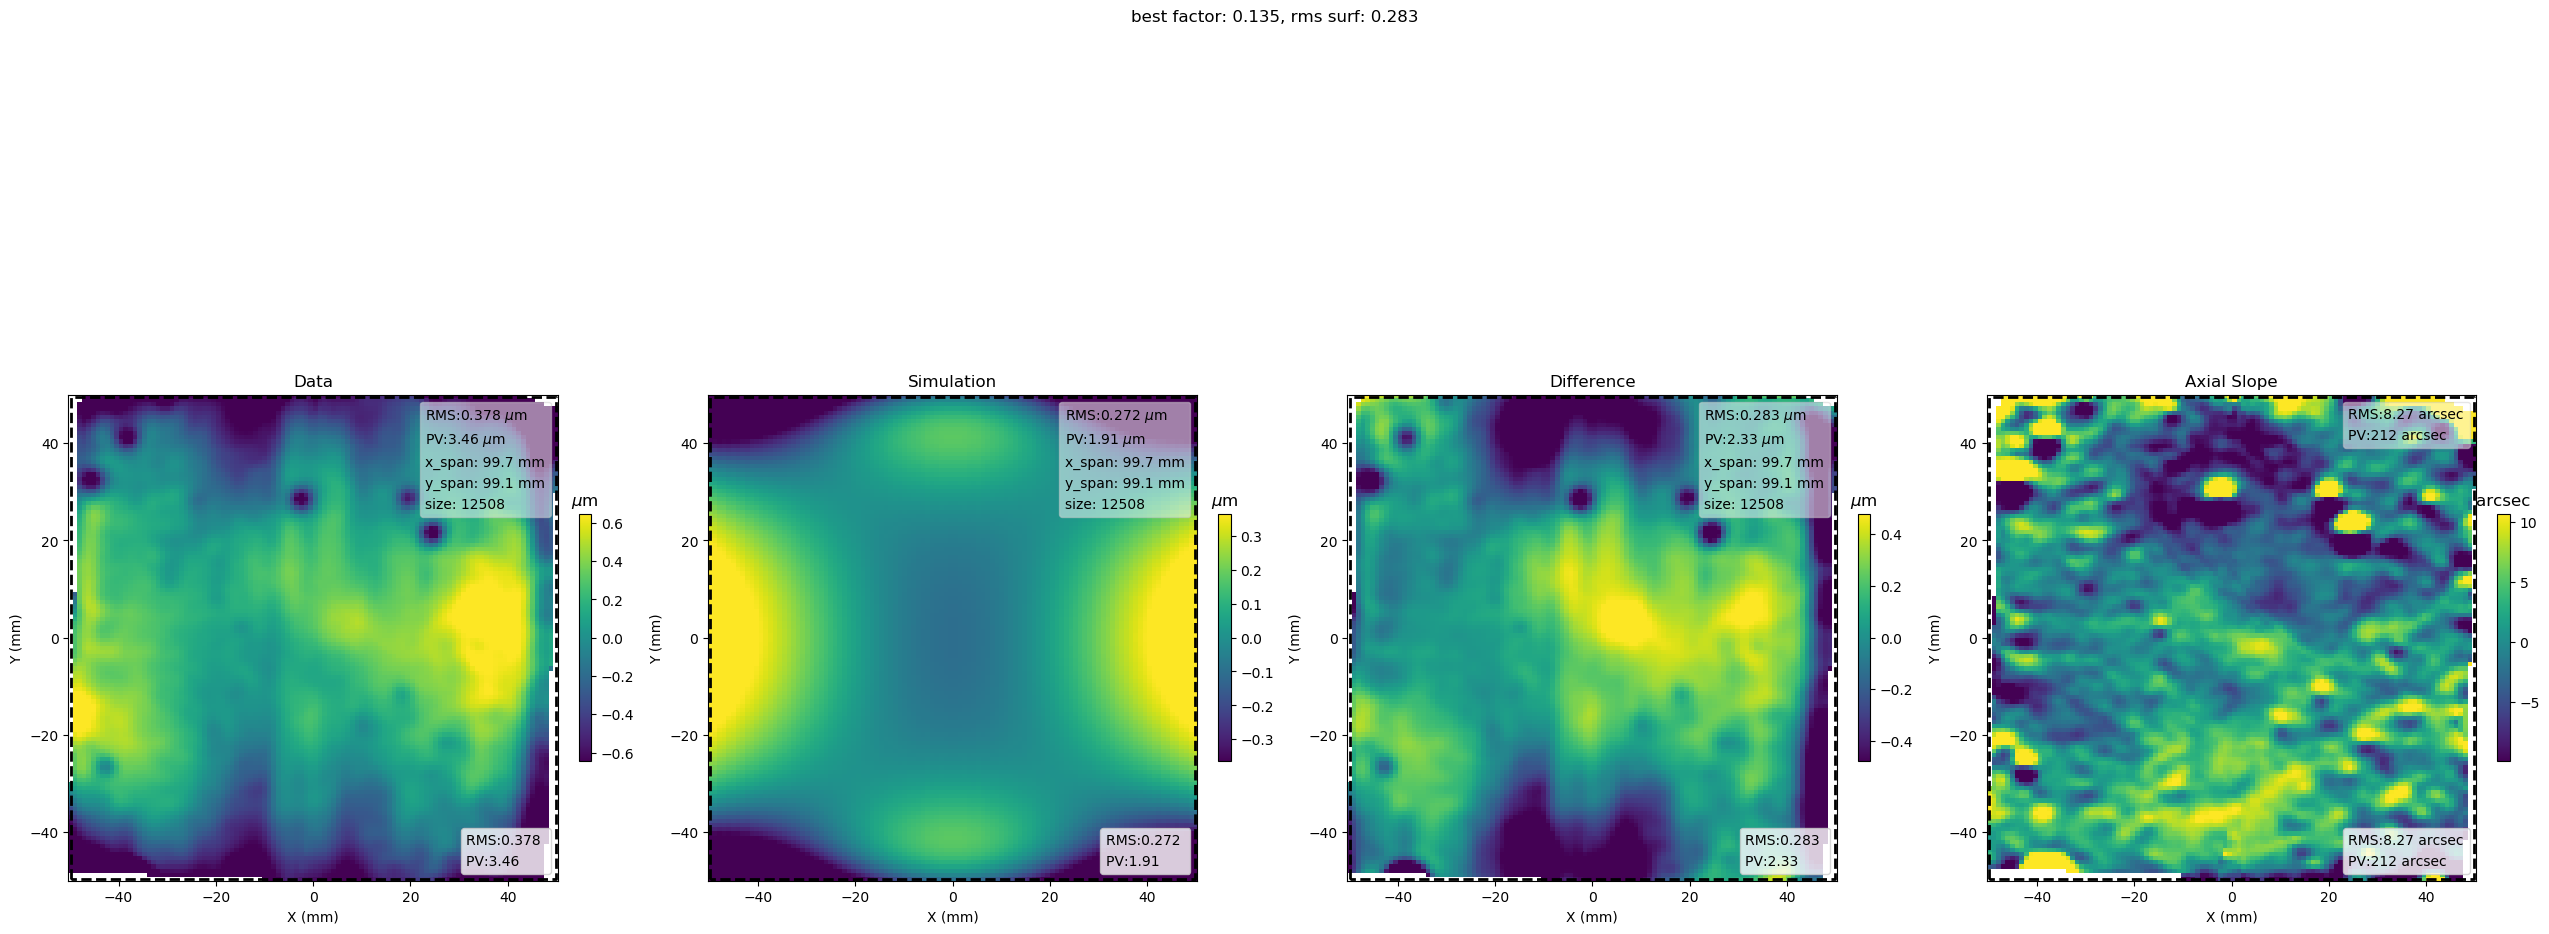 best factor: 0.135, rms surf: 0.283
Data
RMS:0.378 μm
PV:3.46 μm
x_span: 99.7 mm
y_span: 99.1 mm
size: 12508
RMS:0.378
PV:3.46
40
20
0
−20
−40
Y (mm)
−40
−20
0
20
40
X (mm)
μm
0.6
0.4
0.2
0.0
−0.2
−0.4
−0.6
Simulation
RMS:0.272 μm
PV:1.91 μm
x_span: 99.7 mm
y_span: 99.1 mm
size: 12508
RMS:0.272
PV:1.91
40
20
0
−20
−40
Y (mm)
−40
−20
0
20
40
X (mm)
μm
0.3
0.2
0.1
0.0
−0.1
−0.2
−0.3
Difference
RMS:0.283 μm
PV:2.33 μm
x_span: 99.7 mm
y_span: 99.1 mm
size: 12508
RMS:0.283
PV:2.33
40
20
0
−20
−40
Y (mm)
−40
−20
0
20
40
X (mm)
μm
0.4
0.2
0.0
−0.2
−0.4
Axial Slope
RMS:8.27 arcsec
PV:212 arcsec
RMS:8.27 arcsec
PV:212 arcsec
40
20
0
−20
−40
Y (mm)
−40
−20
0
20
40
X (mm)
arcsec
10
5
0
−5